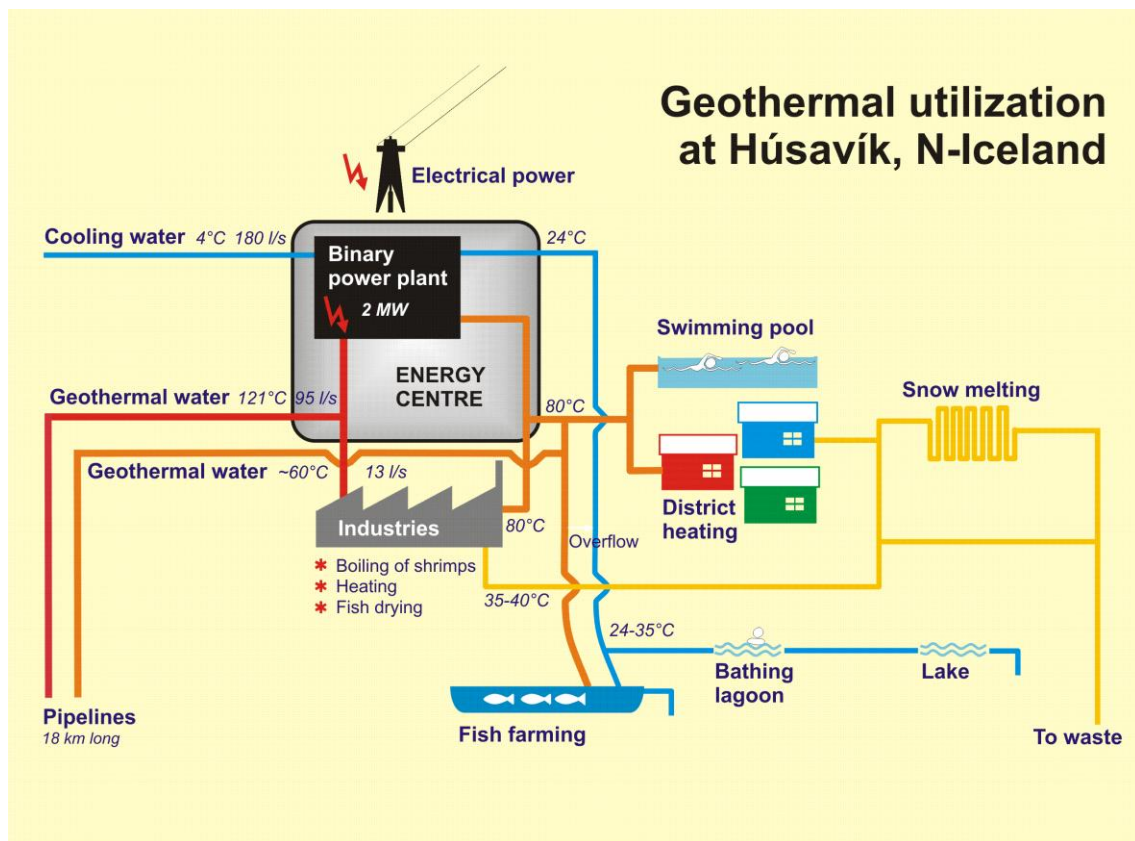 Geothermal utilization
at Húsavík, N-Iceland
Electrical power
Cooling water 4°C 180 l/s
24°C
Binary
power plant
2 MW
ENERGY
CENTRE
Swimming pool
Geothermal water 121°C 95 l/s
80°C
Snow melting
Geothermal water ~60°C 13 l/s
District
heating
Industries
80°C
Overflow
* Boiling of shrimps
* Heating
* Fish drying
35-40°C
24-35°C
Bathing
lagoon
Lake
Pipelines
18 km long
Fish farming
To waste